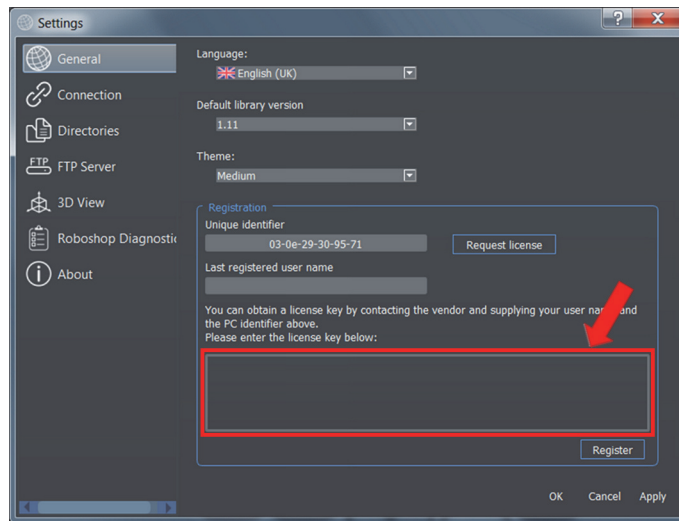 Settings
?
X
General
Connection
Directories
FTP
FTP Server
3D View
Roboshop Diagnostic
i
About
Language:
English (UK)
Default library version
1.11
Theme:
Medium
Registration
Unique identifier
03-0e-29-30-95-71
Request license
Last registered user name
You can obtain a license key by contacting the vendor and supplying your user name and
the PC identifier above.
Please enter the license key below:
Register
OK Cancel Apply